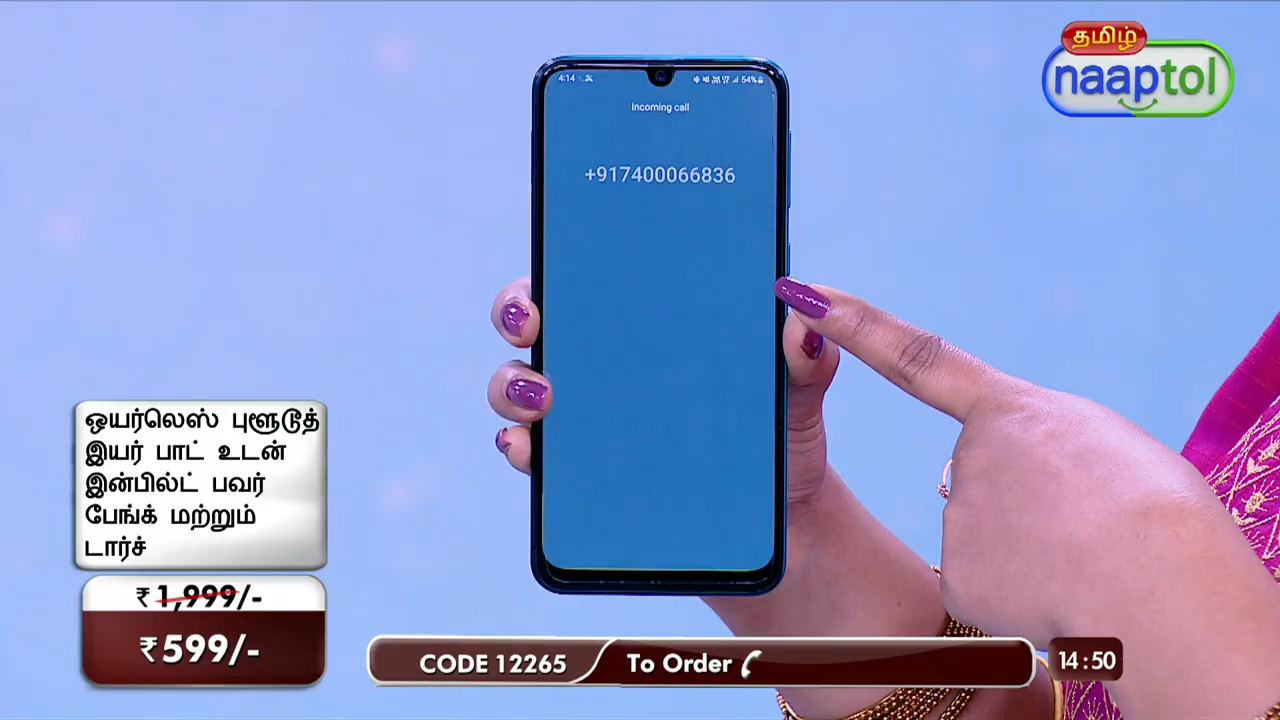 தமிழ்
naaptol
4:14
54%
Incoming call
+917400066836
ஒயர்லெஸ் புளூடூத்
இயர் பாட் உடன்
இன்பில்ட் பவர்
பேங்க் மற்றும்
டார்ச்
₹ 1,999/-
₹ 599/-
CODE 12265 To Order
14:50